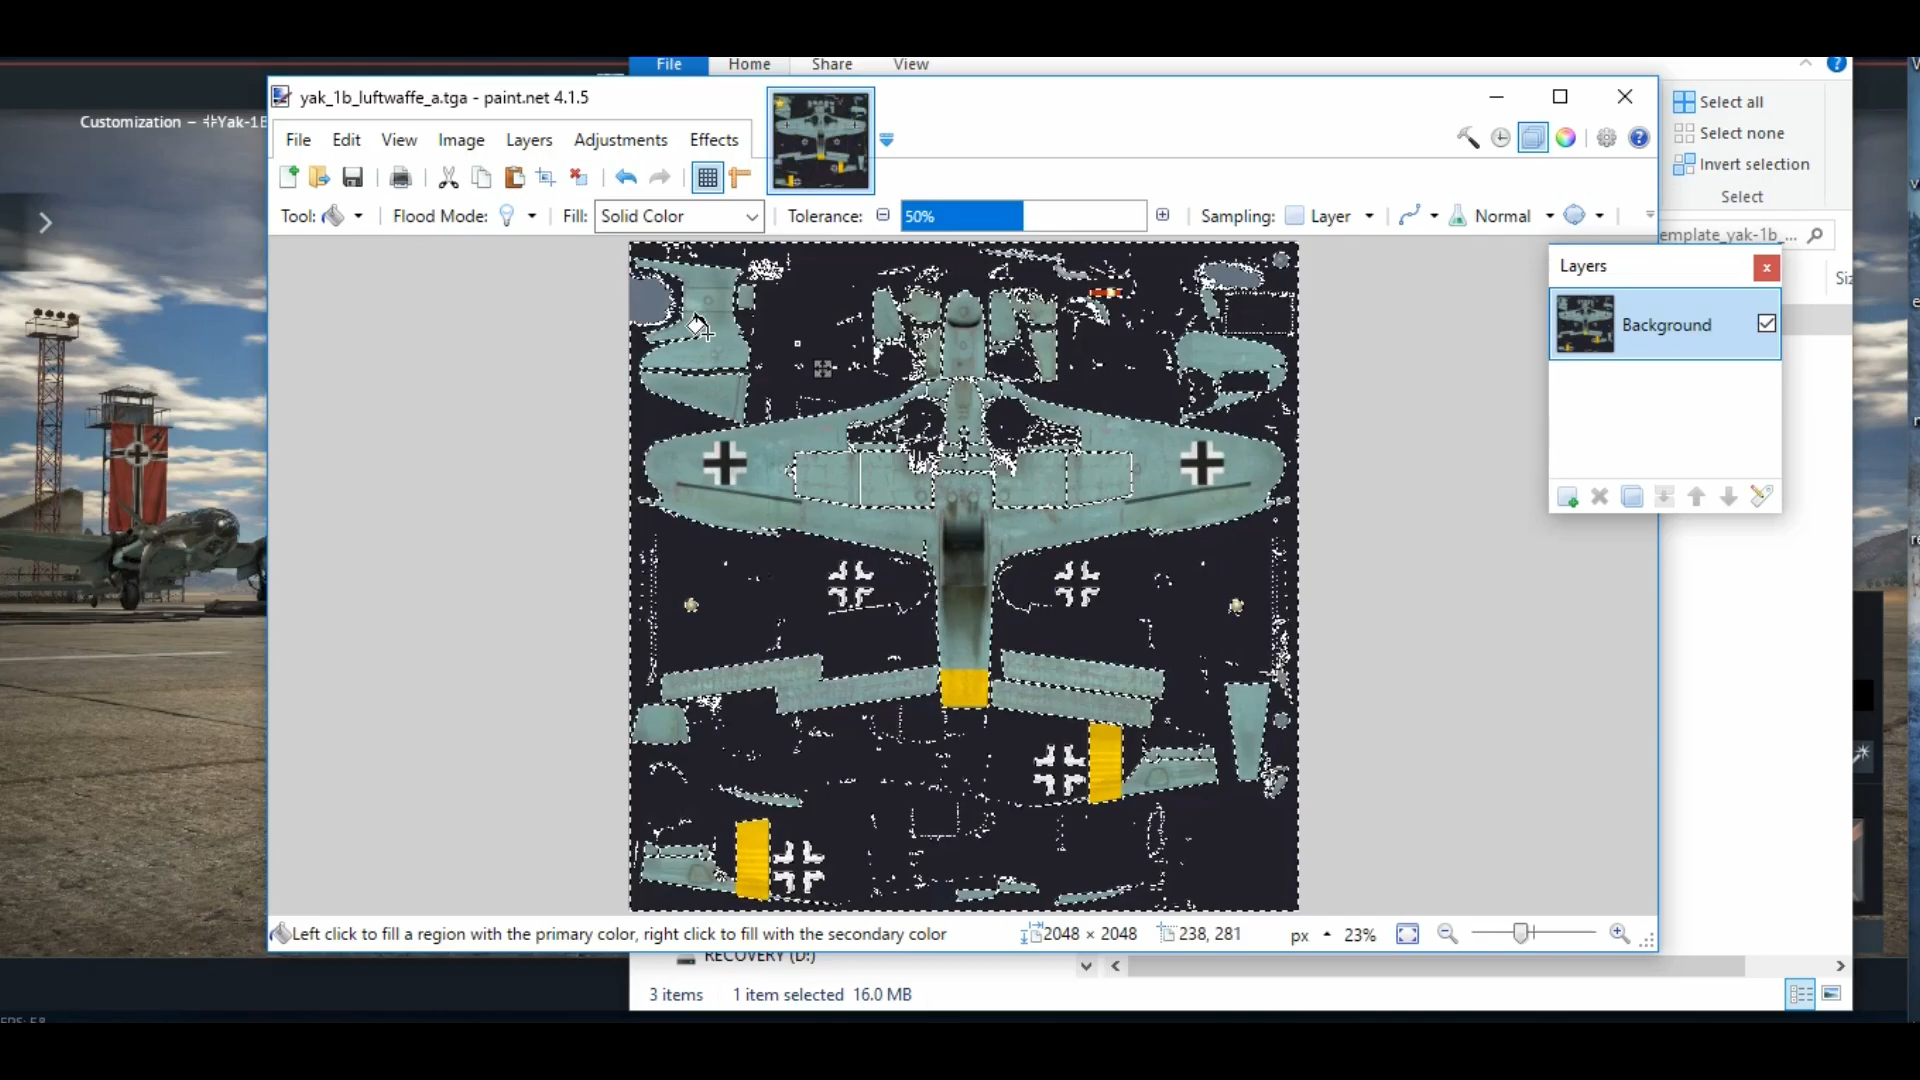 File Home Share View
yak_1b_luftwaffe_a.tga - paint.net 4.1.5
Customization – Yak-1B
File Edit View Image Layers Adjustments Effects
Select all
Select none
Invert selection
Select
Tool: Flood Mode: Fill: Solid Color Tolerance: 50% Sampling: Layer Normal
emplate_yak-1b_...
Layers
Siz
Background
Left click to fill a region with the primary color, right click to fill with the secondary color
2048 × 2048
238, 281
px
23%
RECOVERY (D:)
3 items 1 item selected 16.0 MB